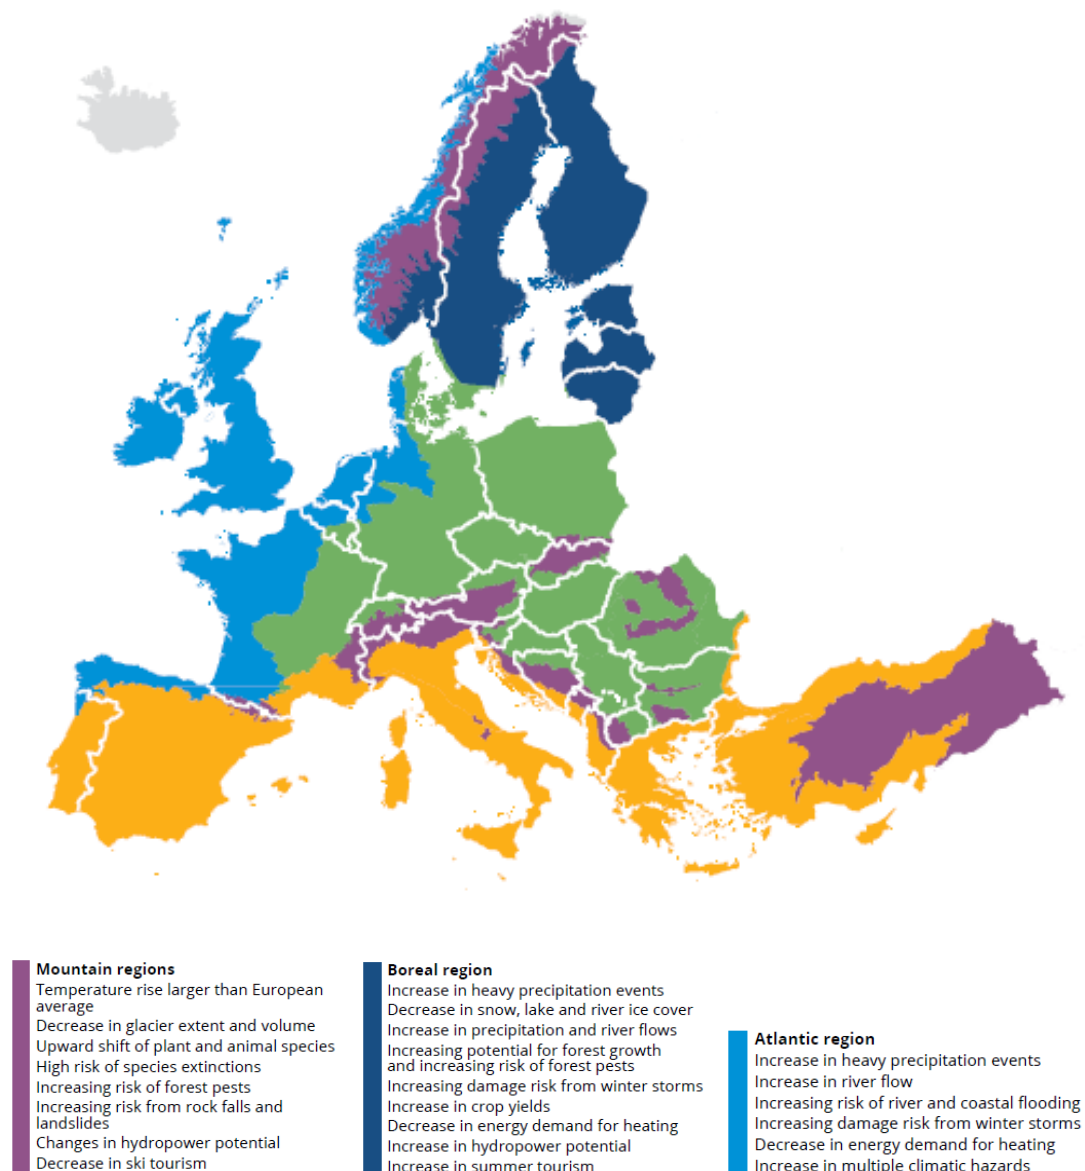 Mountain regions
Temperature rise larger than European
average
Decrease in glacier extent and volume
Upward shift of plant and animal species
High risk of species extinctions
Increasing risk of forest pests
Increasing risk from rock falls and
landslides
Changes in hydropower potential
Decrease in ski tourism
Boreal region
Increase in heavy precipitation events
Decrease in snow, lake and river ice cover
Increase in precipitation and river flows
Increasing potential for forest growth
and increasing risk of forest pests
Increasing damage risk from winter storms
Increase in crop yields
Decrease in energy demand for heating
Increase in hydropower potential
Increase in summer tourism
Atlantic region
Increase in heavy precipitation events
Increase in river flow
Increasing risk of river and coastal flooding
Increasing damage risk from winter storms
Decrease in energy demand for heating
Increase in multiple climatic hazards